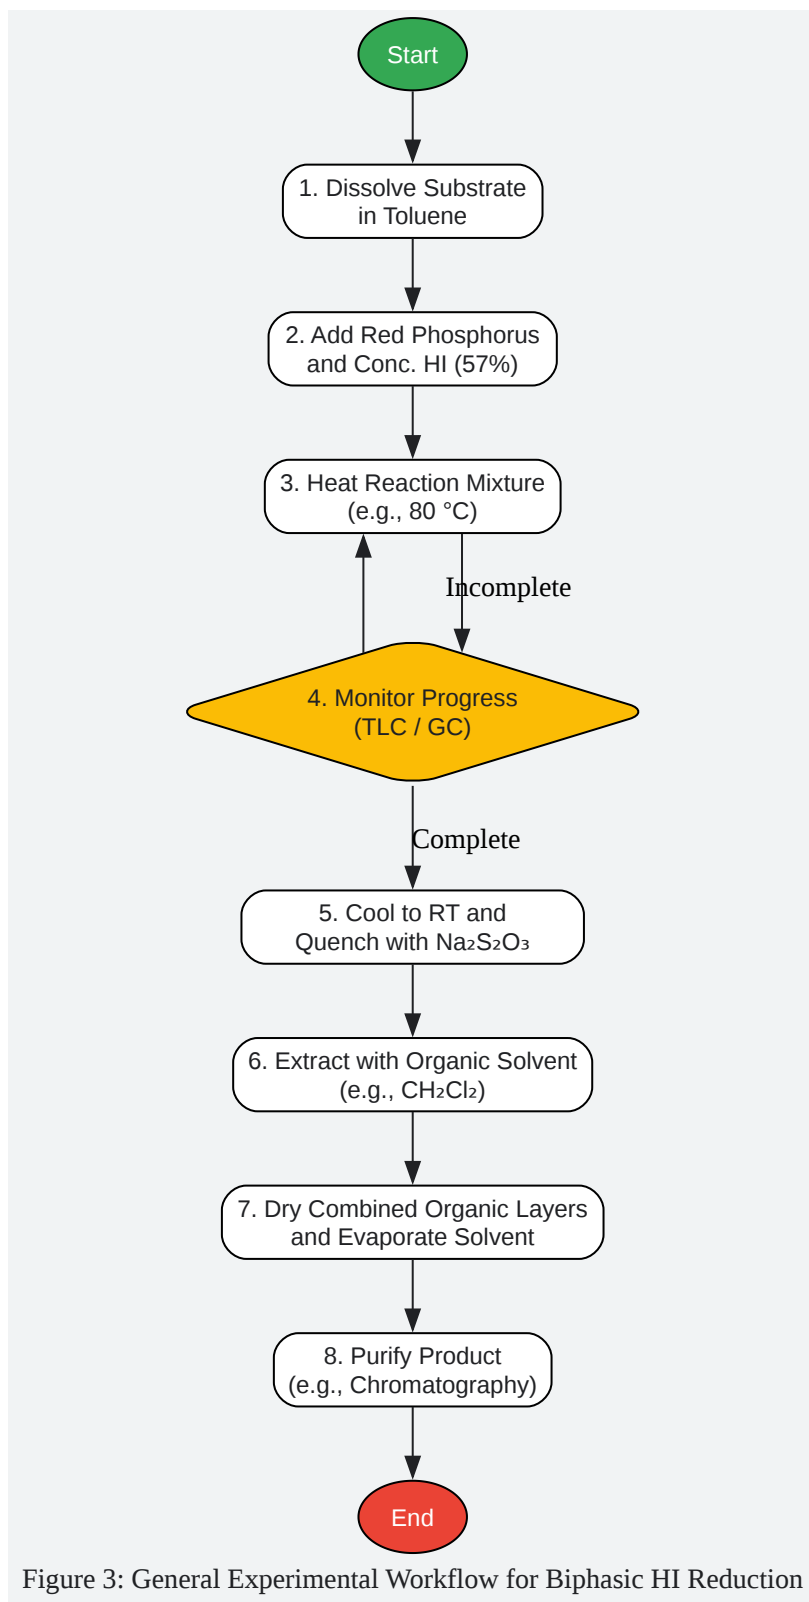 Start
1. Dissolve Substrate
in Toluene
2. Add Red Phosphorus
and Conc. HI (57%)
3. Heat Reaction Mixture
(e.g., 80 °C)
Incomplete
4. Monitor Progress
(TLC / GC)
Complete
5. Cool to RT and
Quench with Na₂S₂O₃
6. Extract with Organic Solvent
(e.g., CH₂Cl₂)
7. Dry Combined Organic Layers
and Evaporate Solvent
8. Purify Product
(e.g., Chromatography)
End
Figure 3: General Experimental Workflow for Biphasic HI Reduction